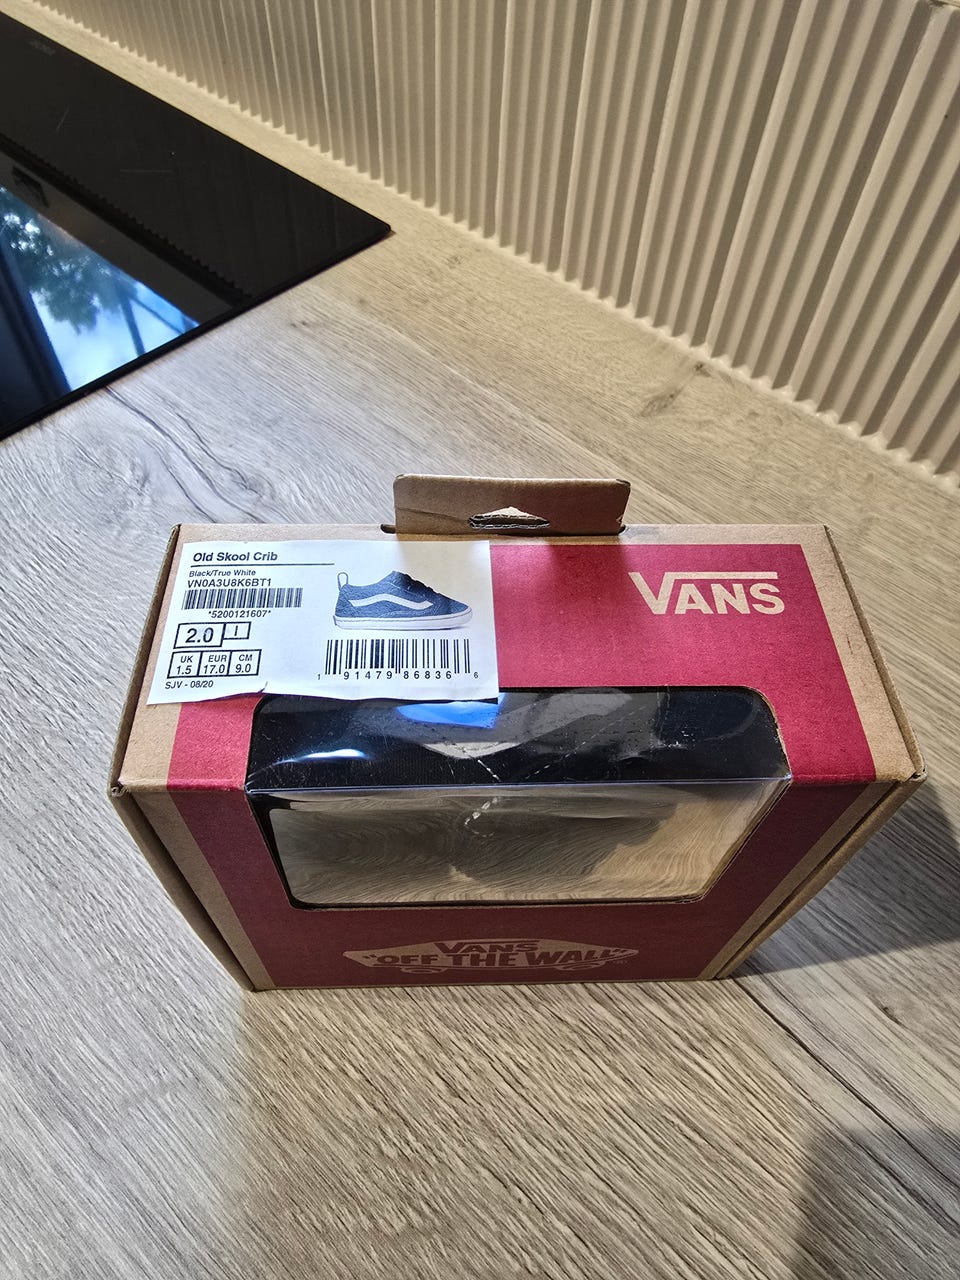 Old Skool Crib
Black/True White
VN0A3U8K6BT1
*5200121607*
2.0 I
UK EUR CM
1.5 17.0 9.0
SJV - 08/20
1 91479 86836 6
VANS
VANS
"OFF THE WALL"